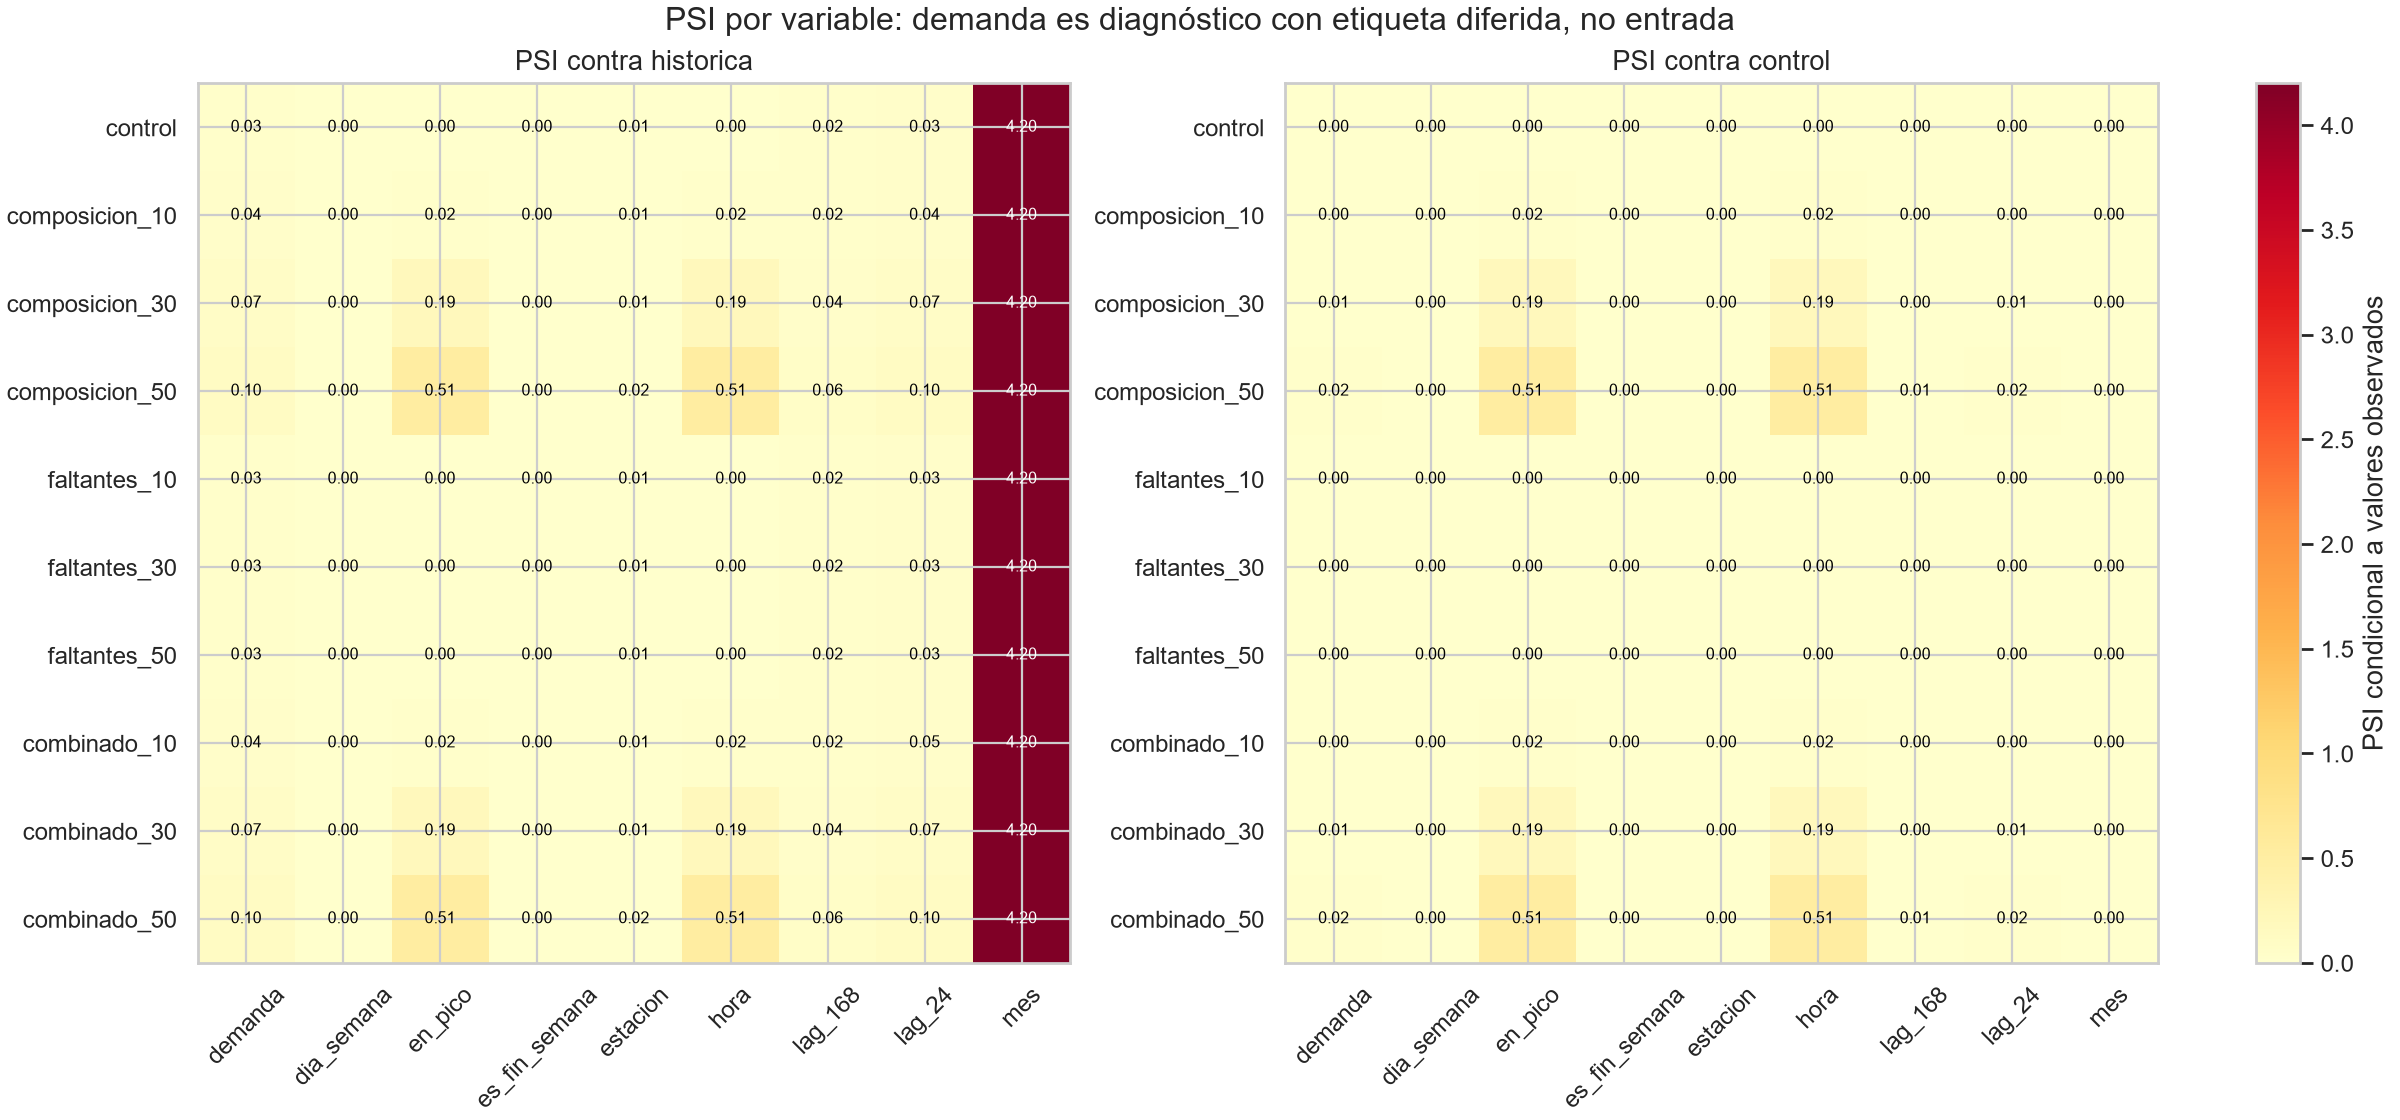 PSI por variable: demanda es diagnóstico con etiqueta diferida, no entrada
PSI contra historica
control 0.03 0.00 0.00 0.00 0.01 0.00 0.02 0.03 4.20
composicion_10 0.04 0.00 0.02 0.00 0.01 0.02 0.02 0.04 4.20
composicion_30 0.07 0.00 0.19 0.00 0.01 0.19 0.04 0.07 4.20
composicion_50 0.10 0.00 0.51 0.00 0.02 0.51 0.06 0.10 4.20
faltantes_10 0.03 0.00 0.00 0.00 0.01 0.00 0.02 0.03 4.20
faltantes_30 0.03 0.00 0.00 0.00 0.01 0.00 0.02 0.03 4.20
faltantes_50 0.03 0.00 0.00 0.00 0.01 0.00 0.02 0.03 4.20
combinado_10 0.04 0.00 0.02 0.00 0.01 0.02 0.02 0.05 4.20
combinado_30 0.07 0.00 0.19 0.00 0.01 0.19 0.04 0.07 4.20
combinado_50 0.10 0.00 0.51 0.00 0.02 0.51 0.06 0.10 4.20
demanda dia_semana en_pico es_fin_semana estacion hora lag_168 lag_24 mes
PSI contra control
control 0.00 0.00 0.00 0.00 0.00 0.00 0.00 0.00 0.00
composicion_10 0.00 0.00 0.02 0.00 0.00 0.02 0.00 0.00 0.00
composicion_30 0.01 0.00 0.19 0.00 0.00 0.19 0.00 0.01 0.00
composicion_50 0.02 0.00 0.51 0.00 0.00 0.51 0.01 0.02 0.00
faltantes_10 0.00 0.00 0.00 0.00 0.00 0.00 0.00 0.00 0.00
faltantes_30 0.00 0.00 0.00 0.00 0.00 0.00 0.00 0.00 0.00
faltantes_50 0.00 0.00 0.00 0.00 0.00 0.00 0.00 0.00 0.00
combinado_10 0.00 0.00 0.02 0.00 0.00 0.02 0.00 0.00 0.00
combinado_30 0.01 0.00 0.19 0.00 0.00 0.19 0.00 0.01 0.00
combinado_50 0.02 0.00 0.51 0.00 0.00 0.51 0.01 0.02 0.00
demanda dia_semana en_pico es_fin_semana estacion hora lag_168 lag_24 mes
4.0
3.5
3.0
2.5
2.0
1.5
1.0
0.5
0.0
PSI condicional a valores observados